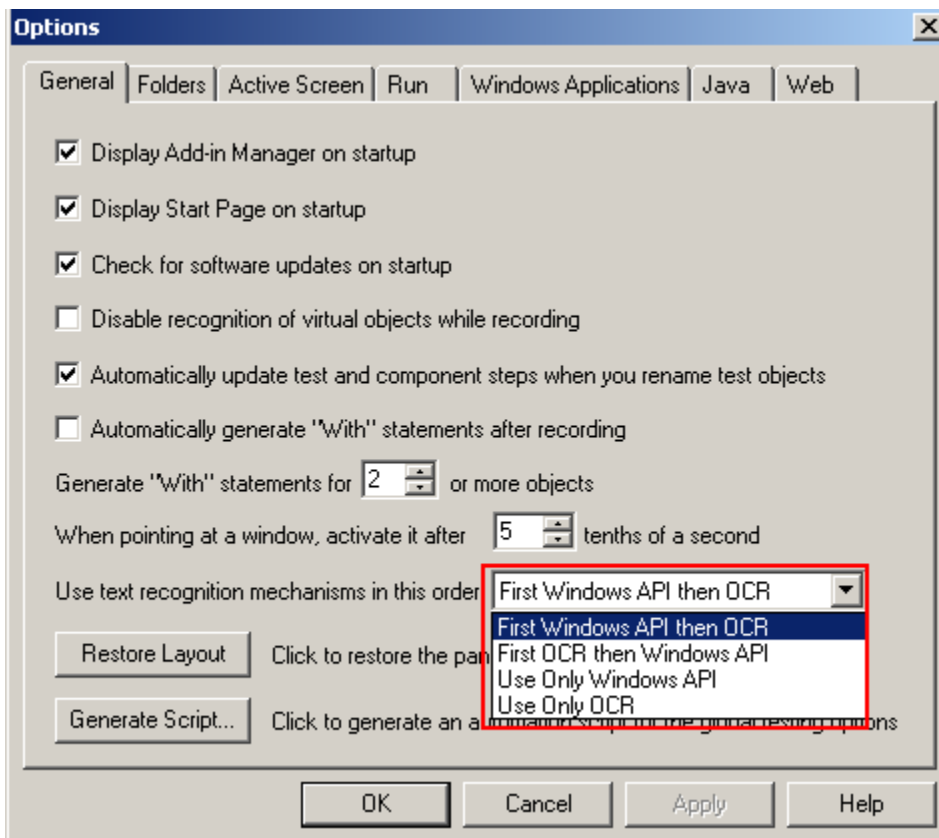 Options
General Folders Active Screen Run Windows Applications Java Web
Display Add-in Manager on startup
Display Start Page on startup
Check for software updates on startup
Disable recognition of virtual objects while recording
Automatically update test and component steps when you rename test objects
Automatically generate "With" statements after recording
Generate "With" statements for 2 or more objects
When pointing at a window, activate it after 5 tenths of a second
Use text recognition mechanisms in this order First Windows API then OCR
First Windows API then OCR
First OCR then Windows API
Use Only Windows API
Use Only OCR
Restore Layout Click to restore the pan
Generate Script... Click to generate an automation script for the global testing options
OK Cancel Apply Help